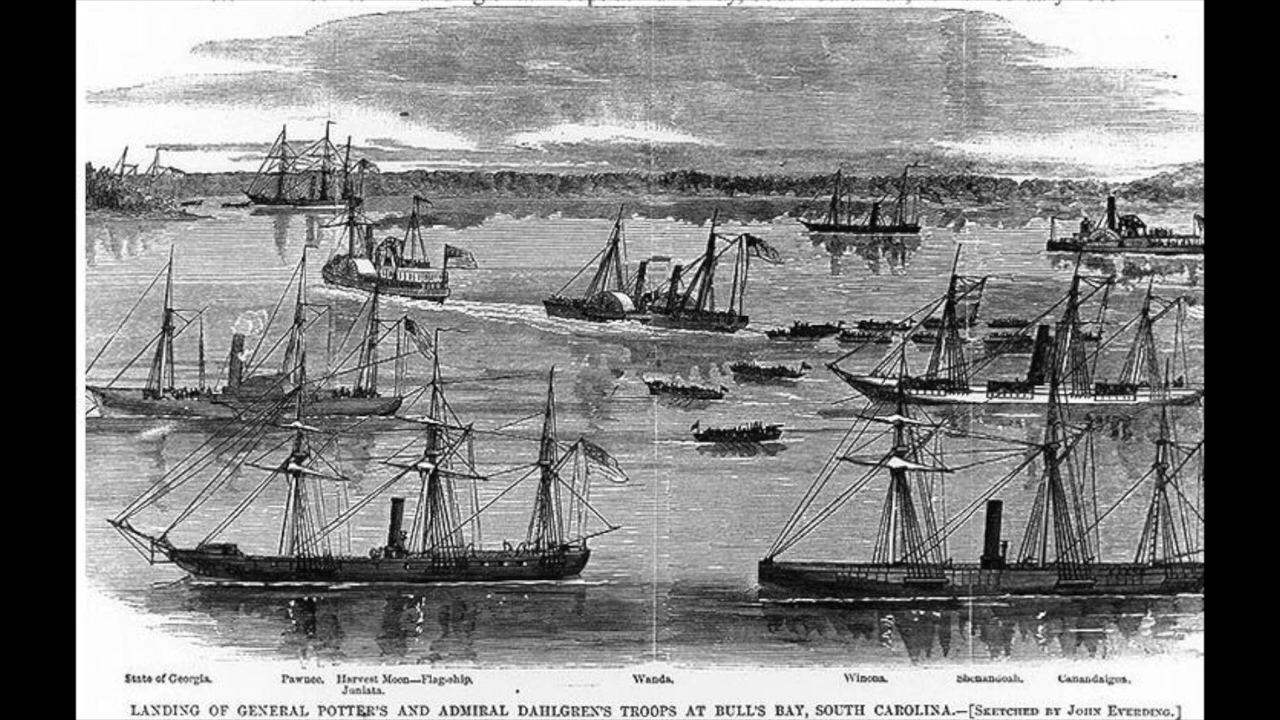 State of Georgia. Pawnee. Harvest Moon—Flag-ship. Wanda. Winona. Shenandoah. Canandaigua.
Juniata.
LANDING OF GENERAL POTTER'S AND ADMIRAL DAHLGREN'S TROOPS AT BULL'S BAY, SOUTH CAROLINA.—[SKETCHED BY JOHN EVERDING.]